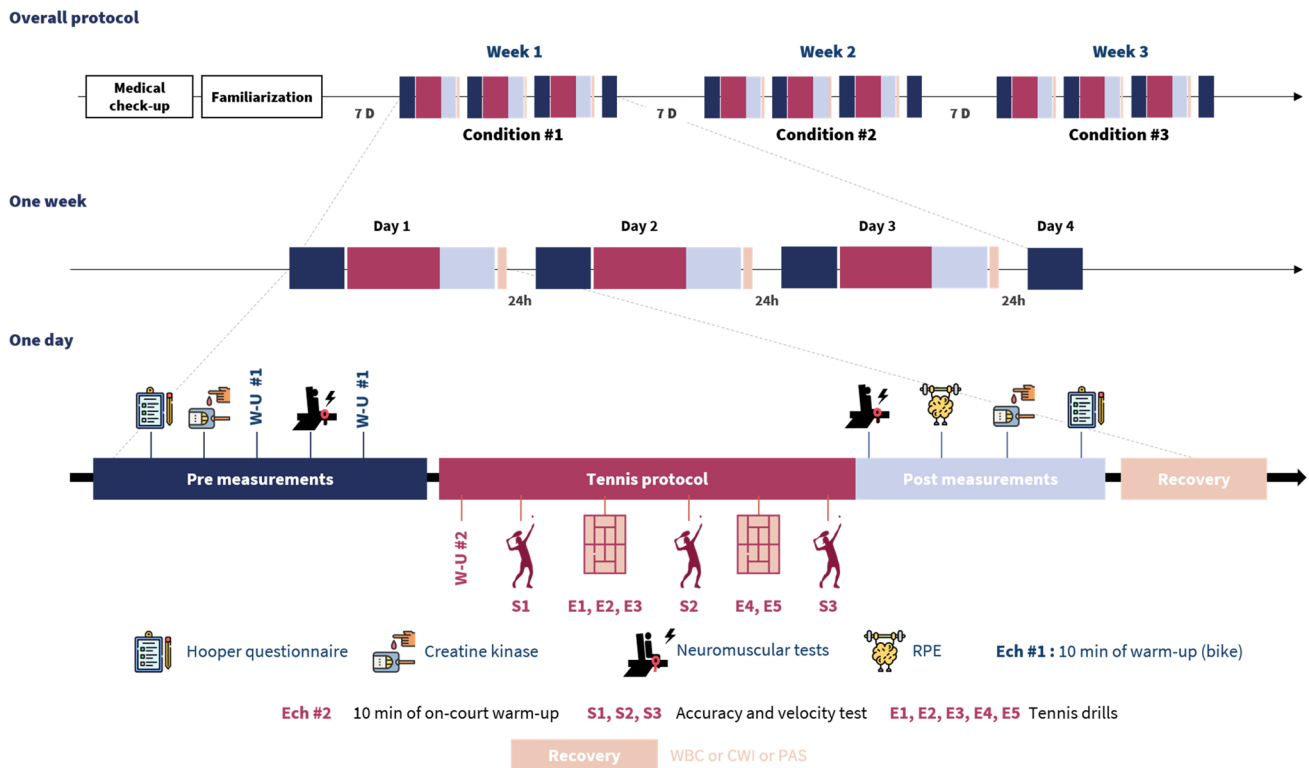 Overall protocol
Week 1
Week 2
Week 3
Medical
check-up
Familiarization
7 D
7 D
7 D
Condition #1
Condition #2
Condition #3
One week
Day 1
Day 2
Day 3
Day 4
24h
24h
24h
One day
W-U #1
W-U #1
Pre measurements
Tennis protocol
Post measurements
Recovery
W-U #2
S1
E1, E2, E3
S2
E4, E5
S3
Hooper questionnaire
Creatine kinase
Neuromuscular tests
RPE
Ech #1 : 10 min of warm-up (bike)
Ech #2 10 min of on-court warm-up
S1, S2, S3 Accuracy and velocity test
E1, E2, E3, E4, E5 Tennis drills
Recovery WBC or CWI or PAS